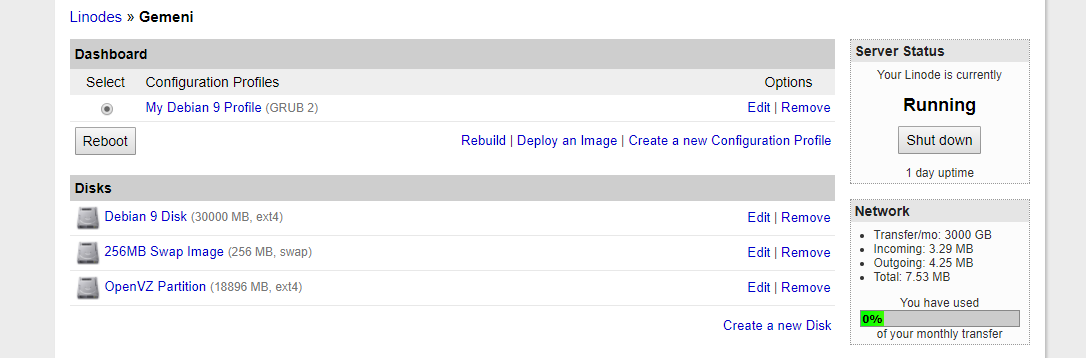 Linodes » Gemeni
Dashboard
Select Configuration Profiles Options
My Debian 9 Profile (GRUB 2) Edit | Remove
Reboot Rebuild | Deploy an Image | Create a new Configuration Profile
Disks
Debian 9 Disk (30000 MB, ext4) Edit | Remove
256MB Swap Image (256 MB, swap) Edit | Remove
OpenVZ Partition (18896 MB, ext4) Edit | Remove
Create a new Disk
Server Status
Your Linode is currently
Running
Shut down
1 day uptime
Network
Transfer/mo: 3000 GB
Incoming: 3.29 MB
Outgoing: 4.25 MB
Total: 7.53 MB
You have used
0%
of your monthly transfer